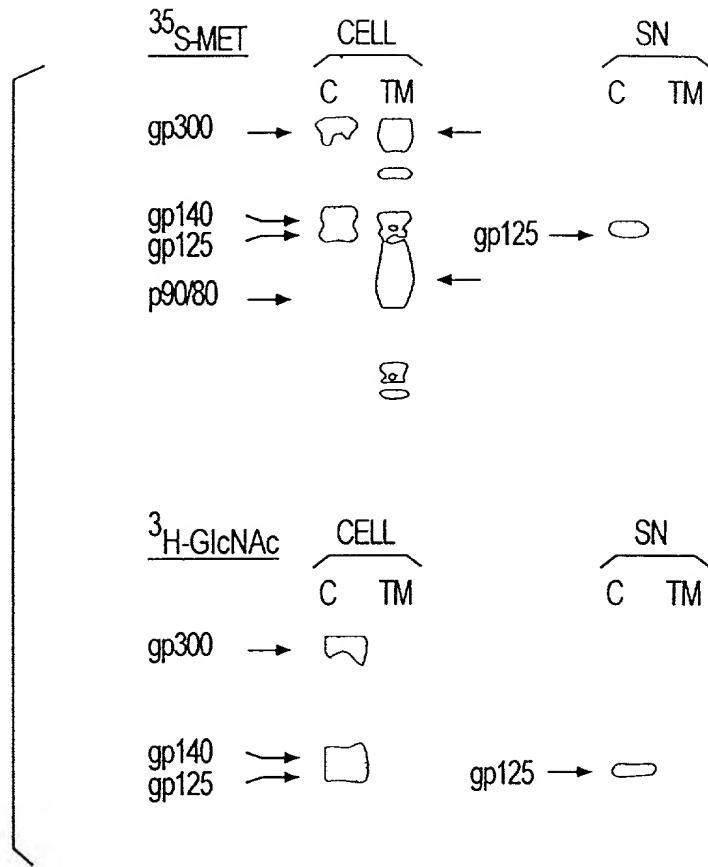 35S-MET CELL SN
C TM C TM
gp300
gp140
gp125 gp125
p90/80
3H-GlcNAc CELL SN
C TM C TM
gp300
gp140
gp125 gp125